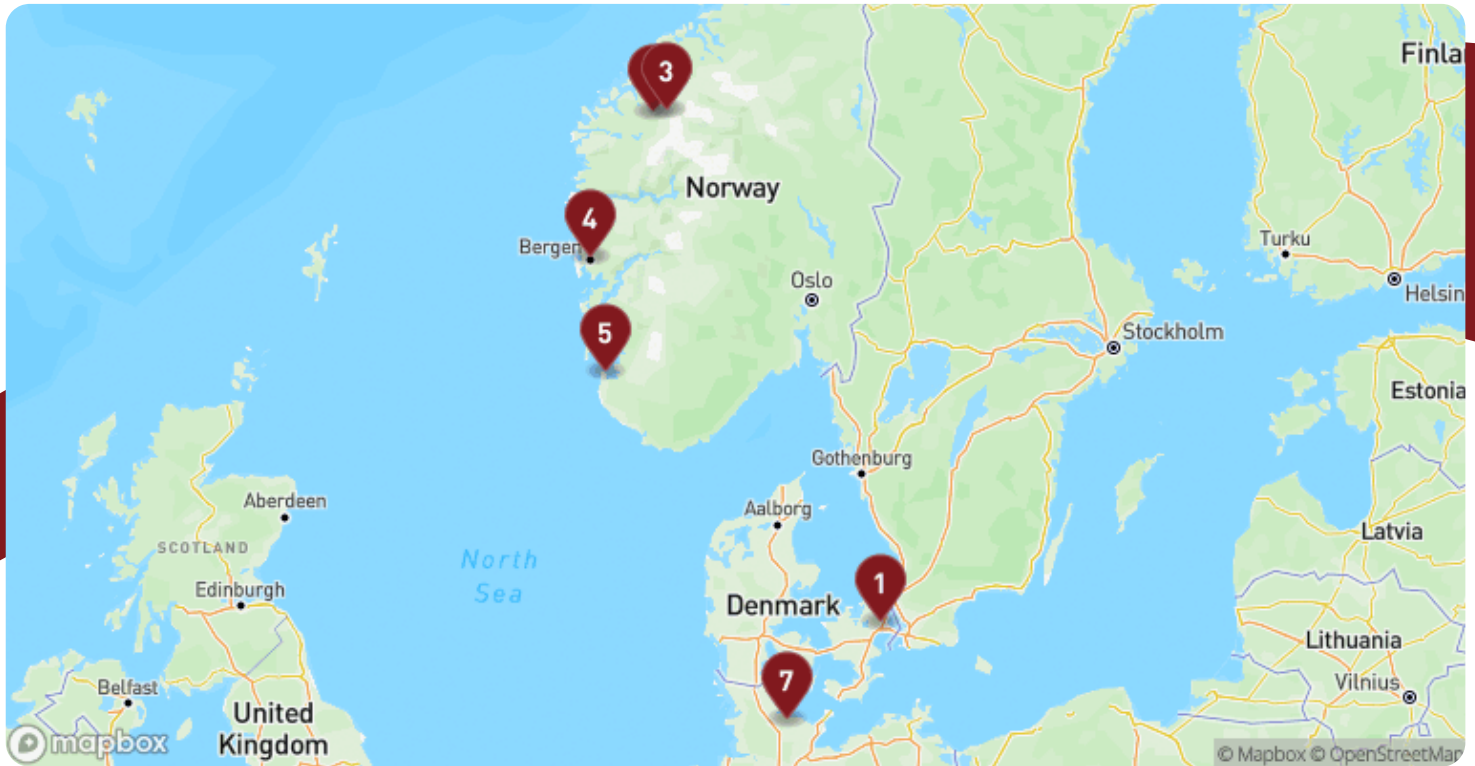 3
Finla
Norway
4
Bergen
Turku
Oslo
Helsin
5
Stockholm
Estonia
Gothenburg
Aberdeen
Aalborg
SCOTLAND
Latvia
North
Sea
Edinburgh
1
Denmark
Lithuania
7
Belfast
Vilnius
United
Kingdom
mapbox
© Mapbox © OpenStreetMap